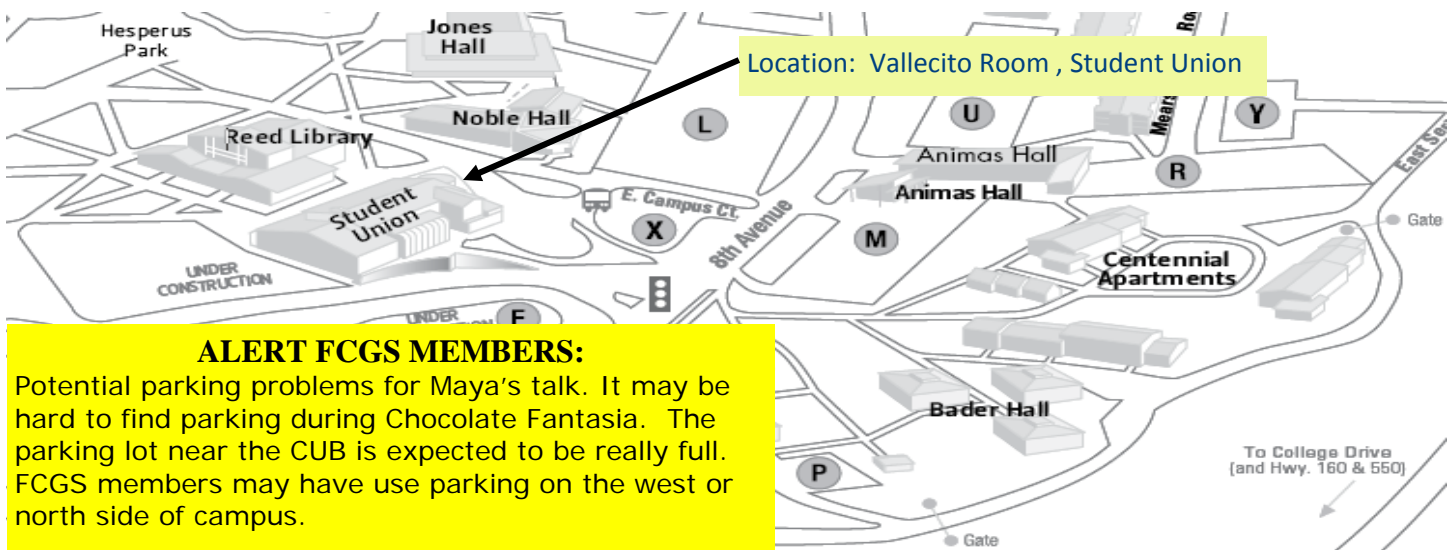 Hesperus
Park
Jones
Hall
Location: Vallecito Room , Student Union
Noble Hall
L
U
Mears
Y
Reed Library
Animas Hall
Animas Hall
R
Student
Union
E. Campus Ct.
X
8th Avenue
M
Gate
UNDER
CONSTRUCTION
Centennial
Apartments
UNDER
ALERT FCGS MEMBERS:
Potential parking problems for Maya's talk. It may be
hard to find parking during Chocolate Fantasia. The
parking lot near the CUB is expected to be really full.
FCGS members may have use parking on the west or
north side of campus.
Bader Hall
P
To College Drive
(and Hwy. 160 & 550)
Gate